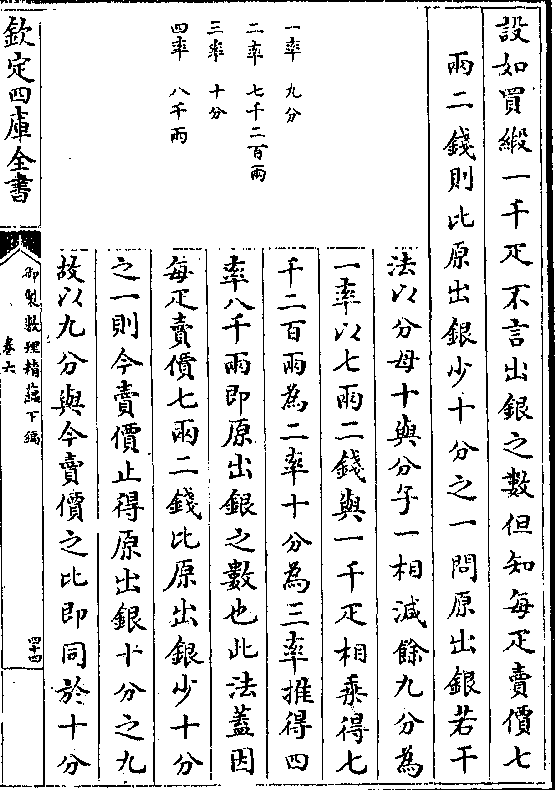 設如買緞一千疋不言出銀之數但知每疋賣價七
兩二錢則比原出銀少十分之一問原出銀若干
法以分母十與分子一相減餘九分為
一率以七兩二錢與一千疋相乗得七
千二百兩為二率十分為三率推得四
率八千兩即原出銀之數也此法蓋因
每疋賣價七兩二錢比原出銀少十分
之一則今賣價止得原出銀十分之九
故以九分與今賣價之比即同於十分
一率 九分
二率 七千二百兩
三率 十分
四率 八千兩
欽定四庫全書
御製數理精蘊下編
卷六
四十四